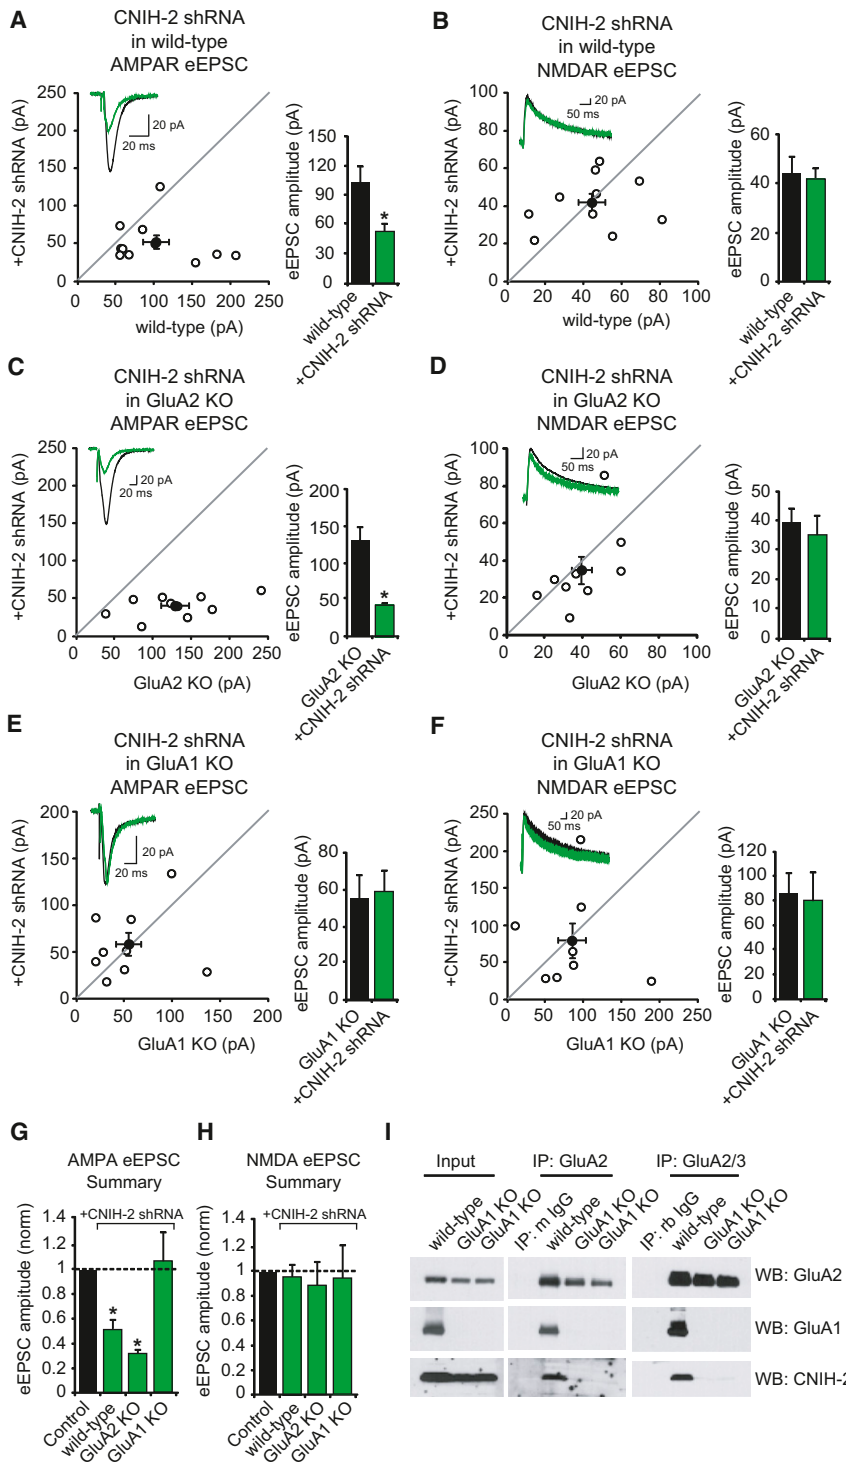 A
CNIH-2 shRNA
in wild-type
AMPAR eEPSC
+CNIH-2 shRNA (pA)
250
200
150
100
50
0
20 pA
20 ms
0 50 100 150 200 250
wild-type (pA)
eEPSC amplitude (pA)
150
120
90
60
30
0
*
wild-type
+CNIH-2 shRNA
B
CNIH-2 shRNA
in wild-type
NMDAR eEPSC
+CNIH-2 shRNA (pA)
100
80
60
40
20
0
20 pA
50 ms
0 20 40 60 80 100
wild-type (pA)
eEPSC amplitude (pA)
60
40
20
0
wild-type
+CNIH-2 shRNA
C
CNIH-2 shRNA
in GluA2 KO
AMPAR eEPSC
+CNIH-2 shRNA (pA)
250
200
150
100
50
0
20 pA
20 ms
0 50 100 150 200 250
GluA2 KO (pA)
eEPSC amplitude (pA)
200
150
100
50
0
*
GluA2 KO
+CNIH-2 shRNA
D
CNIH-2 shRNA
in GluA2 KO
NMDAR eEPSC
+CNIH-2 shRNA (pA)
100
80
60
40
20
0
20 pA
50 ms
0 20 40 60 80 100
GluA2 KO (pA)
eEPSC amplitude (pA)
50
40
30
20
10
0
GluA2 KO
+CNIH-2 shRNA
E
CNIH-2 shRNA
in GluA1 KO
AMPAR eEPSC
+CNIH-2 shRNA (pA)
200
150
100
50
0
20 pA
20 ms
0 50 100 150 200
GluA1 KO (pA)
eEPSC amplitude (pA)
80
60
40
20
0
GluA1 KO
+CNIH-2 shRNA
F
CNIH-2 shRNA
in GluA1 KO
NMDAR eEPSC
+CNIH-2 shRNA (pA)
250
200
150
100
50
0
20 pA
50 ms
0 50 100 150 200 250
GluA1 KO (pA)
eEPSC amplitude (pA)
120
100
80
60
40
20
0
GluA1 KO
+CNIH-2 shRNA
G
AMPA eEPSC
Summary
+CNIH-2 shRNA
eEPSC ampitude (norm)
1.4
1.2
1
0.8
0.6
0.4
0.2
0
*
*
Control
wild-type
GluA2 KO
GluA1 KO
H
NMDA eEPSC
Summary
+CNIH-2 shRNA
eEPSC ampitude (norm)
1.4
1.2
1
0.8
0.6
0.4
0.2
0
Control
wild-type
GluA2 KO
GluA1 KO
I
Input
IP: GluA2
IP: GluA2/3
wild-type
GluA1 KO
GluA1 KO
IP: m IgG
wild-type
GluA1 KO
GluA1 KO
IP: rb IgG
wild-type
GluA1 KO
GluA1 KO
WB: GluA2
WB: GluA1
WB: CNIH-2